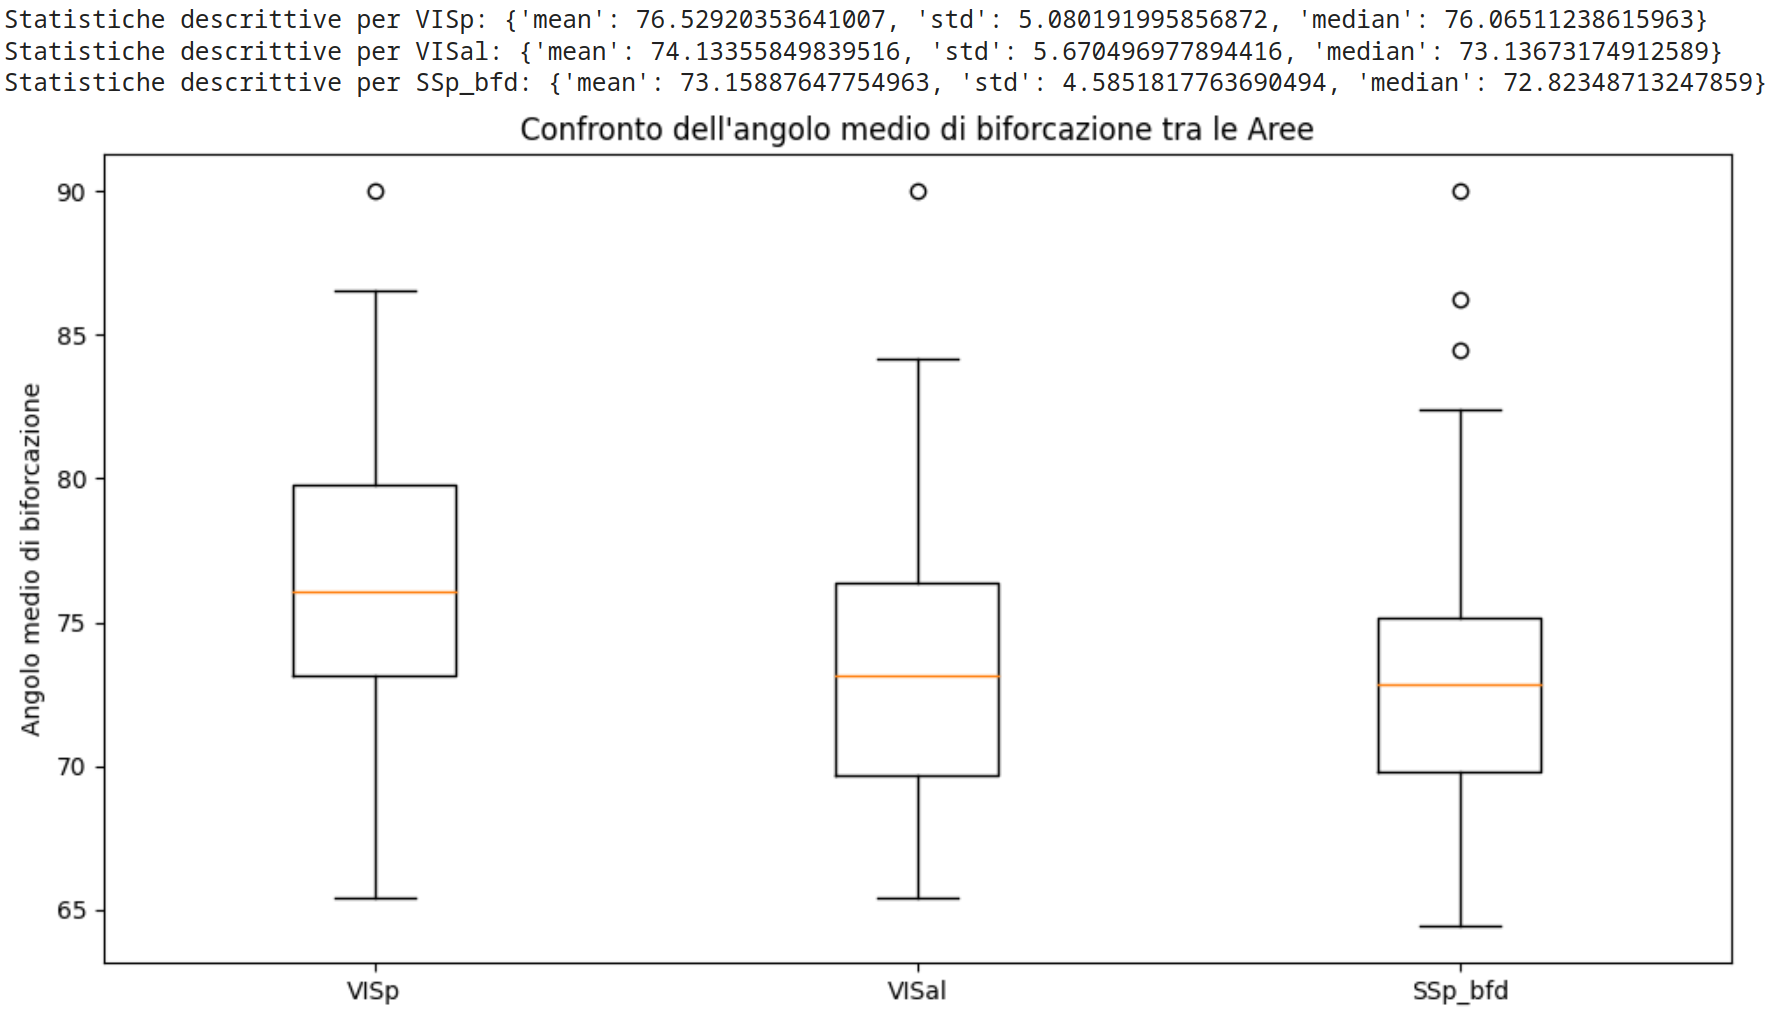 Statistiche descrittive per VISp: {'mean': 76.52920353641007, 'std': 5.080191995856872, 'median': 76.06511238615963}
Statistiche descrittive per VISal: {'mean': 74.13355849839516, 'std': 5.670496977894416, 'median': 73.13673174912589}
Statistiche descrittive per SSp_bfd: {'mean': 73.15887647754963, 'std': 4.5851817763690494, 'median': 72.82348713247859}
Confronto dell'angolo medio di biforcazione tra le Aree
Angolo medio di biforcazione
90
85
80
75
70
65
VISp
VISal
SSp_bfd